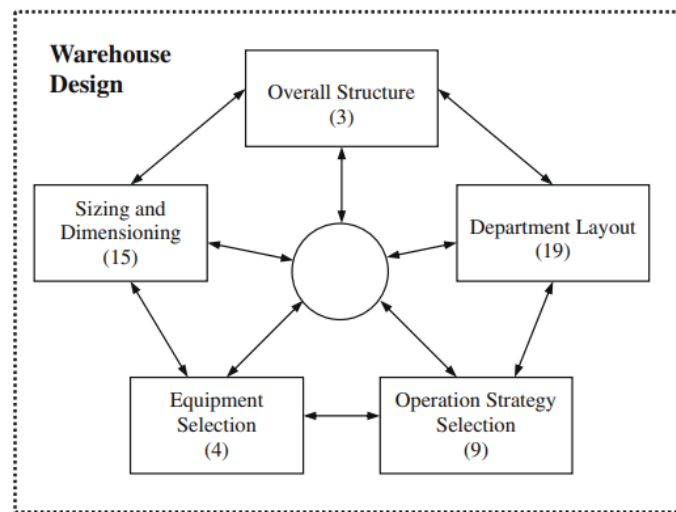 Warehouse
Design
Overall Structure
(3)
Sizing and
Dimensioning
(15)
Department Layout
(19)
Equipment
Selection
(4)
Operation Strategy
Selection
(9)